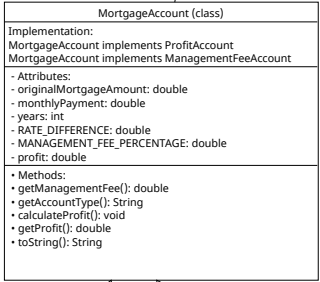 MortgageAccount (class)
Implementation:
MortgageAccount implements ProfitAccount
MortgageAccount implements ManagementFeeAccount
- Attributes:
- originalMortgageAmount: double
- monthlyPayment: double
- years: int
- RATE_DIFFERENCE: double
- MANAGEMENT_FEE_PERCENTAGE: double
- profit: double
• Methods:
• getManagementFee(): double
• getAccountType(): String
• calculateProfit(): void
• getProfit(): double
• toString(): String